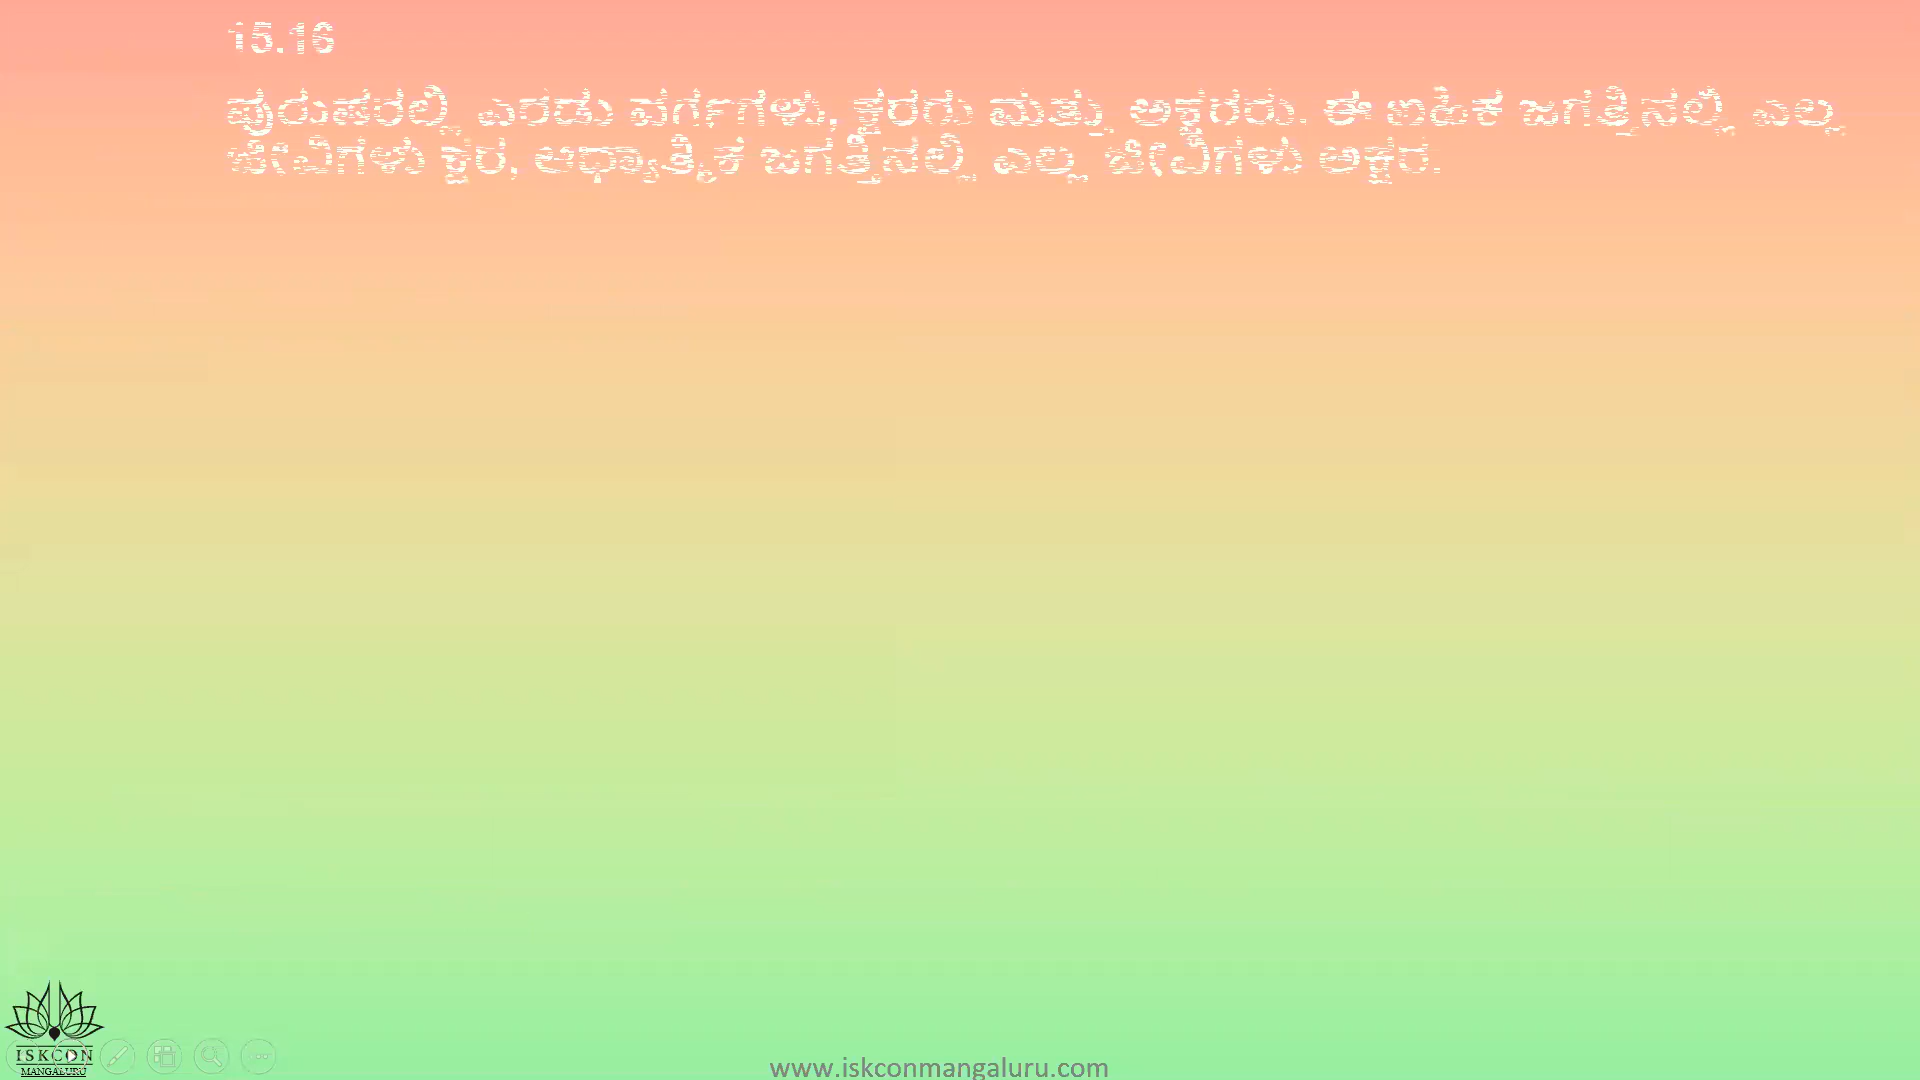 15.16
ಪುರುಷರಲ್ಲಿ ಎರಡು ವರ್ಗಗಳು, ಕ್ಷರರು ಮತ್ತು ಅಕ್ಷರರು. ಈ ಐಹಿಕ ಜಗತ್ತಿನಲ್ಲಿ ಎಲ್ಲ
ಜೀವಿಗಳು ಕ್ಷರ, ಆಧ್ಯಾತ್ಮಿಕ ಜಗತ್ತಿನಲ್ಲಿ ಎಲ್ಲ ಜೀವಿಗಳು ಅಕ್ಷರ.
ISKCON
MANGALURU
www.iskconmangaluru.com